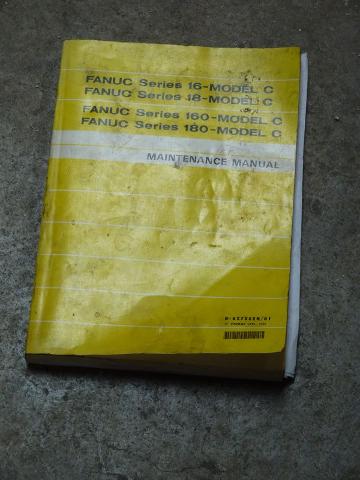 FANUC Series 16-MODEL C
FANUC Series 18-MODEL C
FANUC Series 160-MODEL C
FANUC Series 180-MODEL C
MAINTENANCE MANUAL